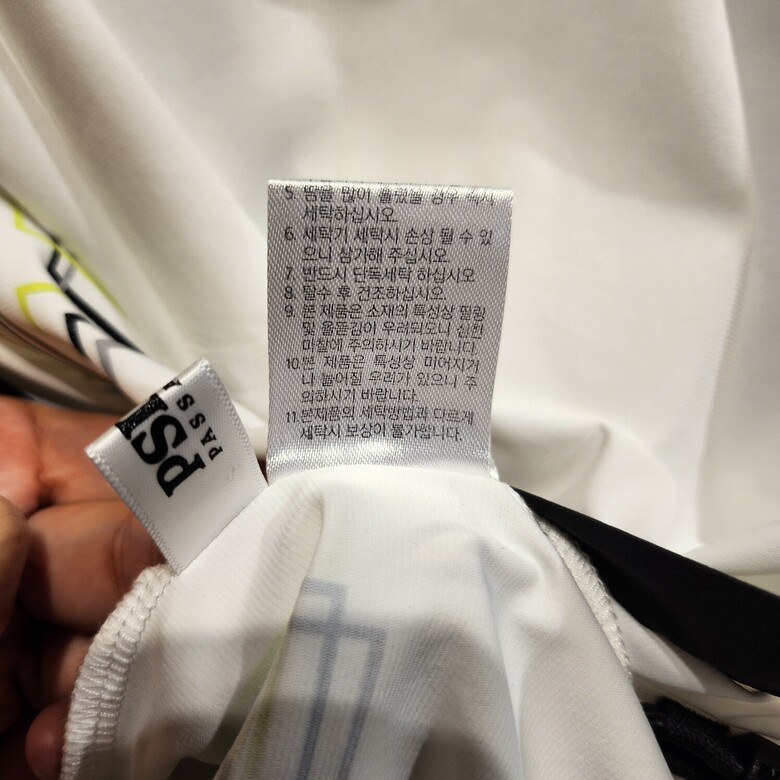 5. 땀을 많이 흘렸을 경우 즉시
세탁하십시오.
6. 세탁기 세탁시 손상 될 수 있
으니 삼가해 주십시오.
7. 반드시 단독세탁 하십시오.
8. 탈수 후 건조하십시오.
9. 본 제품은 소재의 특성상 필링
및 올뜯김이 우려되오니 심한
마찰에 주의하시기 바랍니다.
10. 본 제품은 특성상 미어지거
나 늘어질 우려가 있으니 주
의하시기 바랍니다.
11. 본제품의 세탁방법과 다르게
세탁시 보상이 불가합니다.
PASS